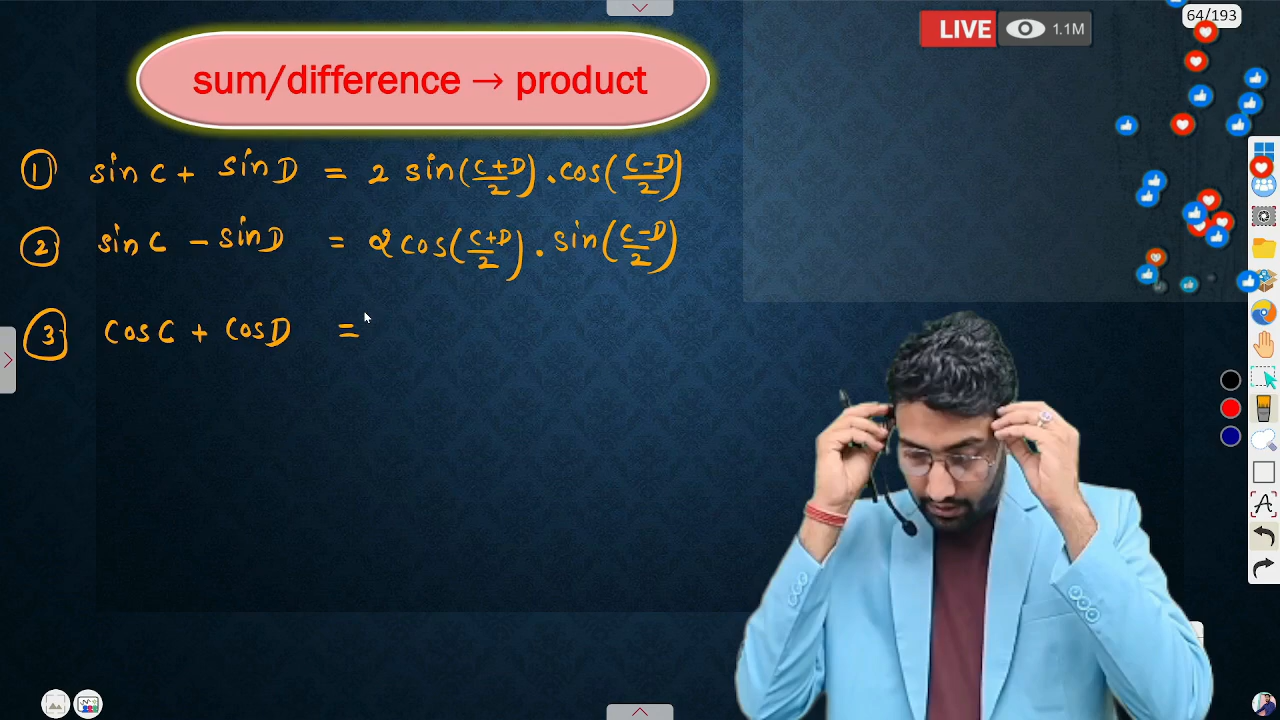 64/193
LIVE 1.1M
sum/difference → product
① sin C + sin D = 2 sin(C+D/2) . cos(C-D/2)
② sin C - sin D = 2 cos(C+D/2) . sin(C-D/2)
③ cos C + cos D =